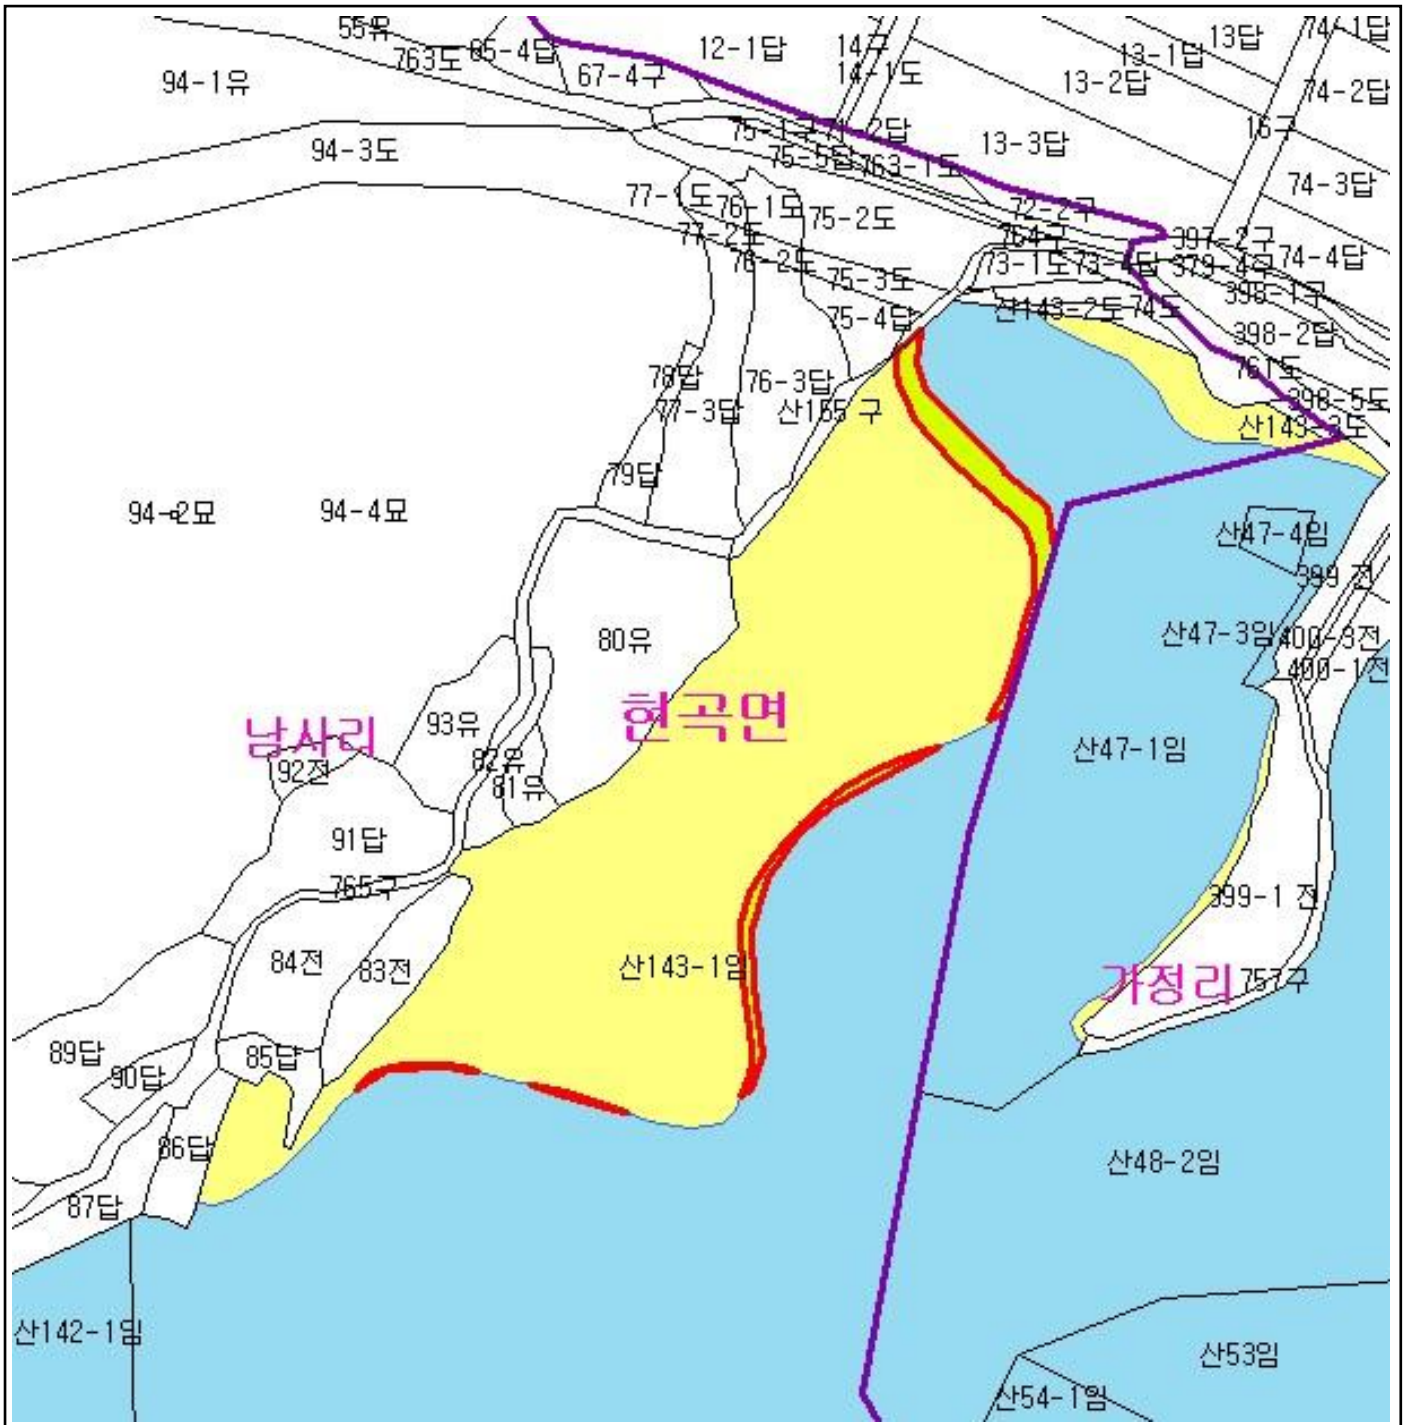 55유
763도
65-4답
12-1답
14구
13답
74-1답
94-1유
67-4구
14-1도
13-1답
13-2답
74-2답
94-3도
75-1구
71-2답
13-3답
16구
75-5답
763-1도
74-3답
77-1도
76-1도
75-2도
72-2구
77-2도
764구
397-2구
74-4답
76-2도
75-3도
73-1도
73-4답
379-4구
398-1구
75-4답
산143-2도
74도
398-2답
78답
76-3답
761도
77-3답
산155 구
398-5도
산143-3도
79답
94-2묘
94-4묘
산47-4임
399 전
80유
산47-3임
400-3전
400-1전
남사리
93유
현곡면
산47-1임
92전
82유
81유
91답
765구
399-1 전
84전
83전
산143-1임
가정리
757구
89답
90답
85답
86답
산48-2임
87답
산142-1임
산53임
산54-1임